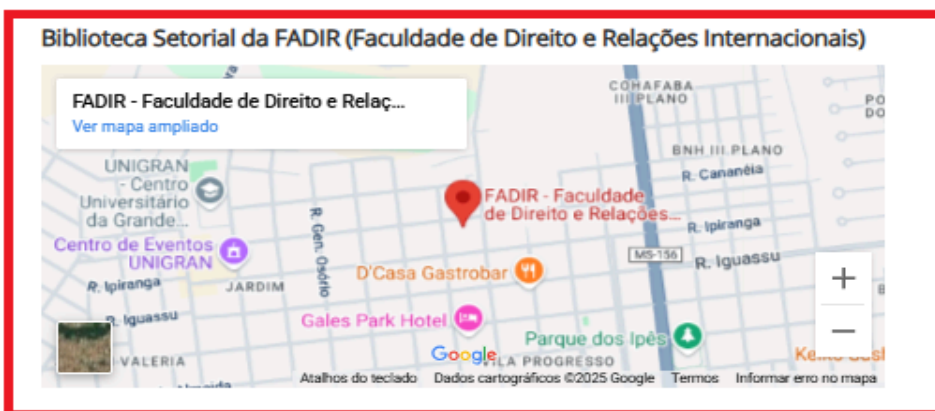 Biblioteca Setorial da FADIR (Faculdade de Direito e Relações Internacionais)
FADIR - Faculdade de Direito e Relaç...
Ver mapa ampliado
COHAFABA
III PLANO
PO
DO
BNH III PLANO
UNIGRAN
- Centro
Universitário
da Grande...
R. Cananéia
FADIR - Faculdade
de Direito e Relações...
R. Gen. Osório
R. Ipiranga
Centro de Eventos
UNIGRAN
MS-156
R. Iguassu
D'Casa Gastrobar
R. Ipiranga
JARDIM
R. Iguassu
Gales Park Hotel
Parque dos Ipês
VALERIA
Google
VILA PROGRESSO
Atalhos do teclado Dados cartográficos ©2025 Google Termos Informar erro no mapa